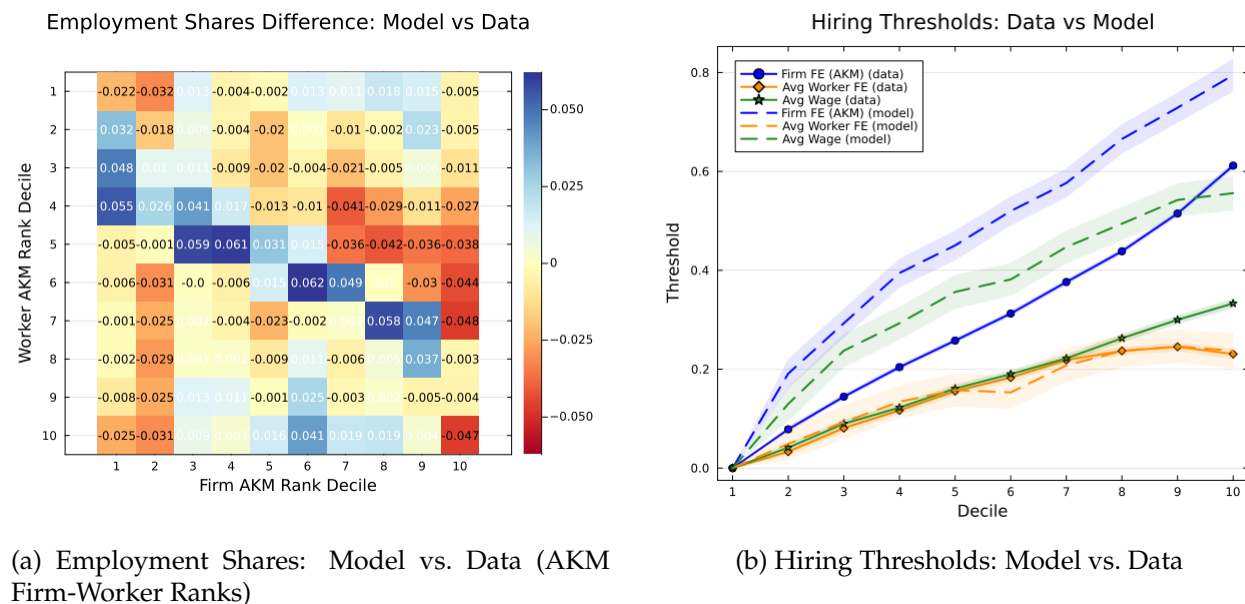 Employment Shares Difference: Model vs Data
Worker AKM Rank Decile
1 -0.022 -0.032 0.013 -0.004 -0.002 0.013 0.011 0.018 0.015 -0.005
2 0.032 -0.018 0.008 -0.004 -0.02 -0.01 -0.002 0.023 -0.005
3 0.048 0.01 0.011 -0.009 -0.02 -0.004 -0.021 -0.005 0.011 -0.011
4 0.055 0.026 0.041 0.017 -0.013 -0.01 -0.041 -0.029 -0.011 -0.027
5 -0.005 -0.001 0.059 0.061 0.031 0.015 -0.036 -0.042 -0.036 -0.038
6 -0.006 -0.031 -0.0 -0.006 0.015 0.062 0.049 -0.03 -0.044
7 -0.001 -0.025 -0.004 -0.023 -0.002 0.058 0.047 -0.048
8 -0.002 -0.029 -0.009 0.011 -0.006 0.037 -0.003
9 -0.008 -0.025 0.013 0.011 -0.001 0.025 -0.003 -0.005 -0.004
10 -0.025 -0.031 0.009 0.016 0.041 0.019 0.019 -0.047
1 2 3 4 5 6 7 8 9 10
Firm AKM Rank Decile
0.050
0.025
0
−0.025
−0.050
(a) Employment Shares: Model vs. Data (AKM
Firm-Worker Ranks)
Hiring Thresholds: Data vs Model
Firm FE (AKM) (data)
Avg Worker FE (data)
Avg Wage (data)
Firm FE (AKM) (model)
Avg Worker FE (model)
Avg Wage (model)
Threshold
0.8
0.6
0.4
0.2
0.0
1 2 3 4 5 6 7 8 9 10
Decile
(b) Hiring Thresholds: Model vs. Data